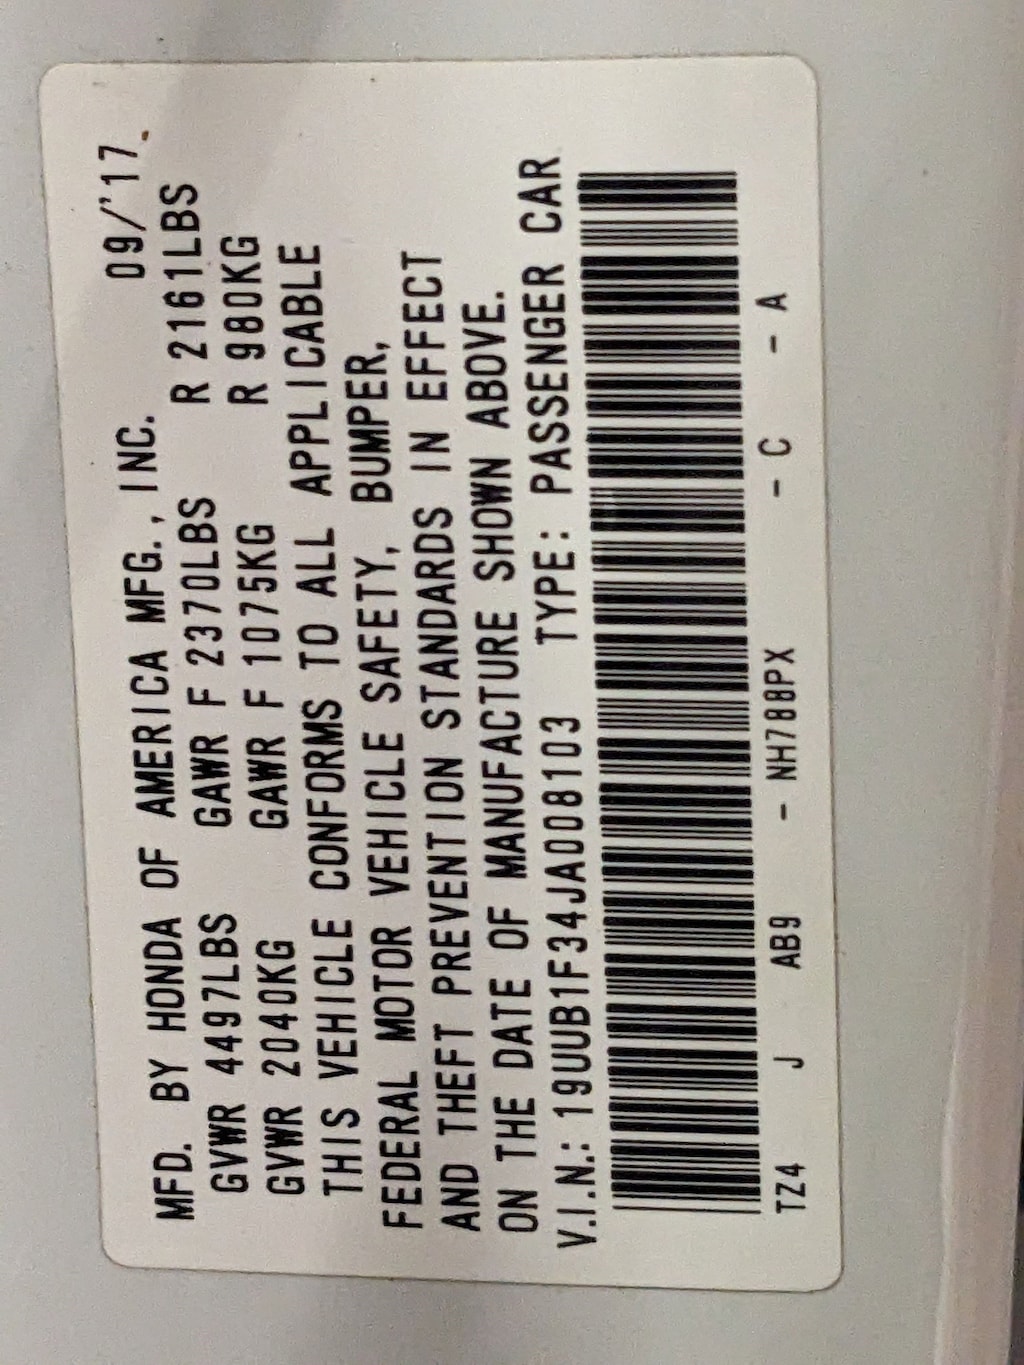 MFD. BY HONDA OF AMERICA MFG., INC. 09/'17
GVWR 4497LBS GAWR F 2370LBS R 2161LBS
GVWR 2040KG GAWR F 1075KG R 980KG
THIS VEHICLE CONFORMS TO ALL APPLICABLE
FEDERAL MOTOR VEHICLE SAFETY, BUMPER,
AND THEFT PREVENTION STANDARDS IN EFFECT
ON THE DATE OF MANUFACTURE SHOWN ABOVE.
V.I.N.: 19UUB1F34JA008103 TYPE: PASSENGER CAR
TZ4 J AB9 - NH788PX - C - A